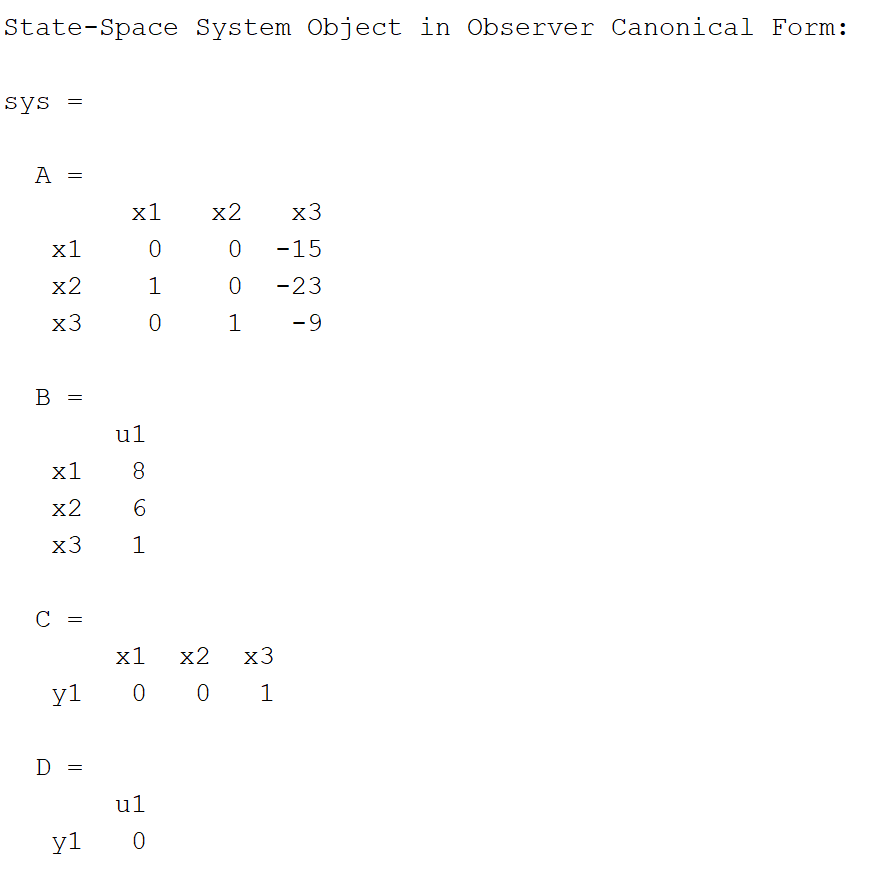 State-Space System Object in Observer Canonical Form:
sys =
A =
x1 x2 x3
x1 0 0 -15
x2 1 0 -23
x3 0 1 -9
B =
u1
x1 8
x2 6
x3 1
C =
x1 x2 x3
y1 0 0 1
D =
u1
y1 0